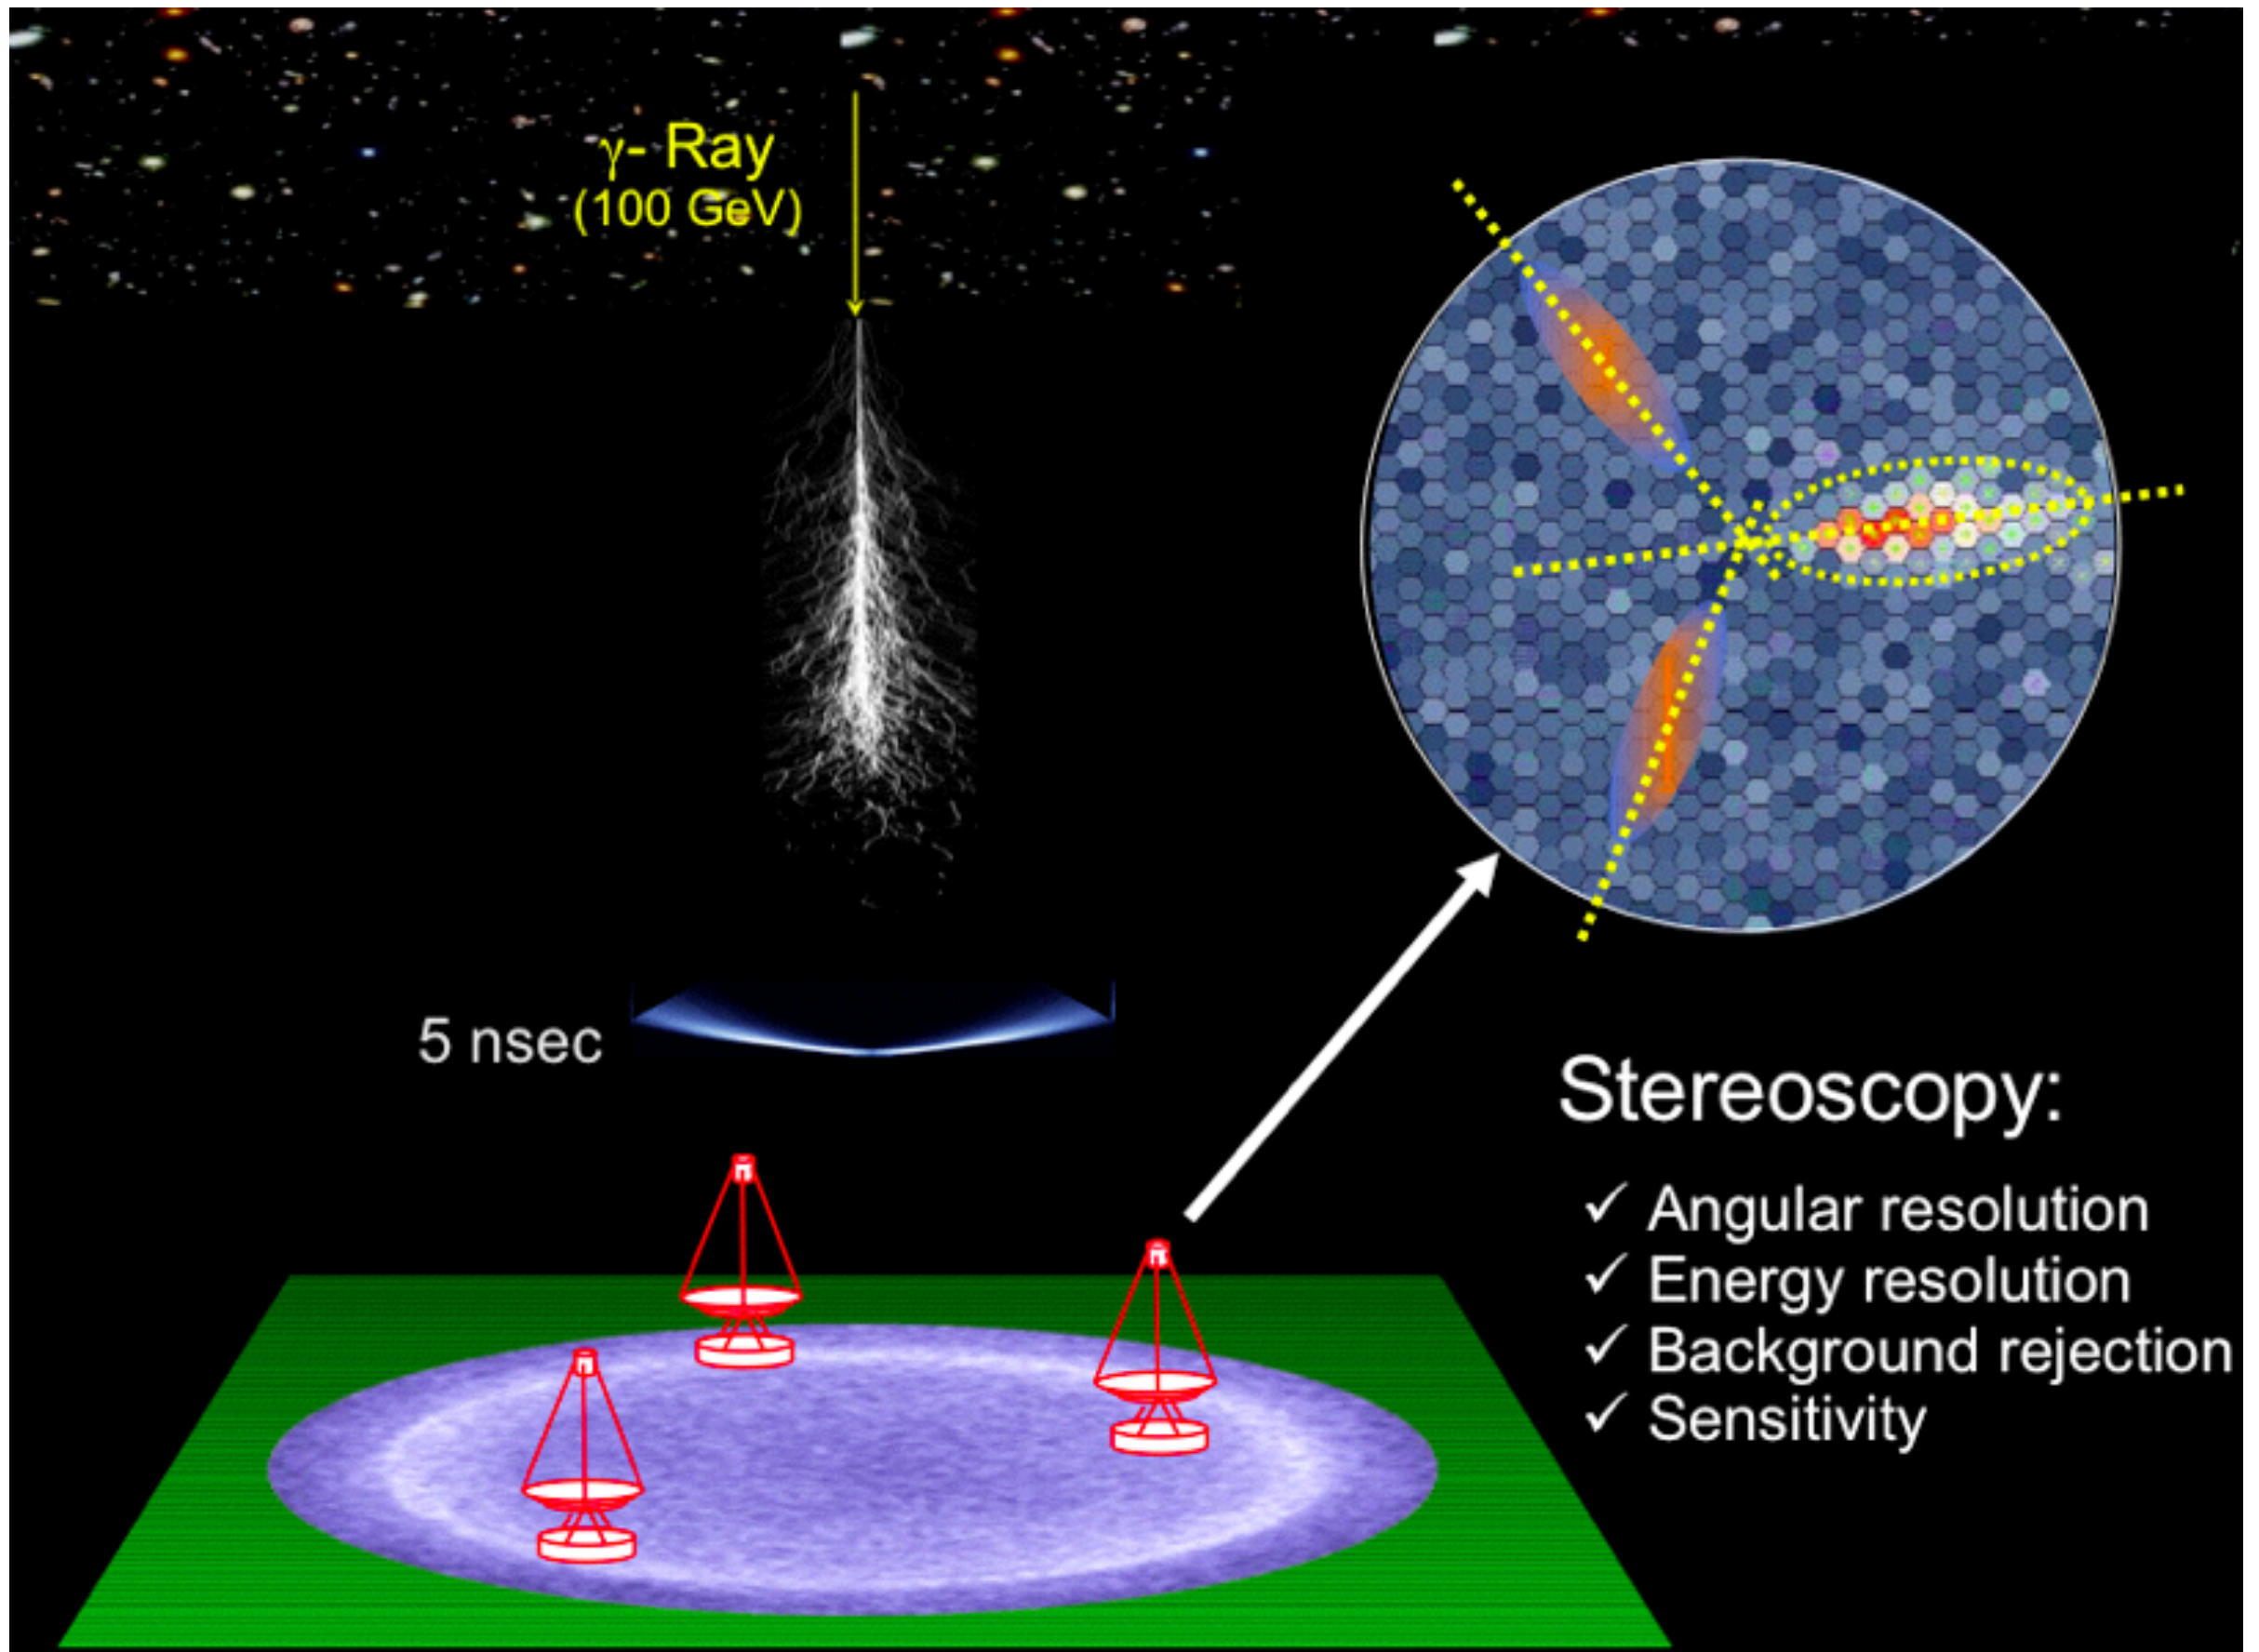 γ- Ray
(100 GeV)
5 nsec
Stereoscopy:
✓ Angular resolution
✓ Energy resolution
✓ Background rejection
✓ Sensitivity